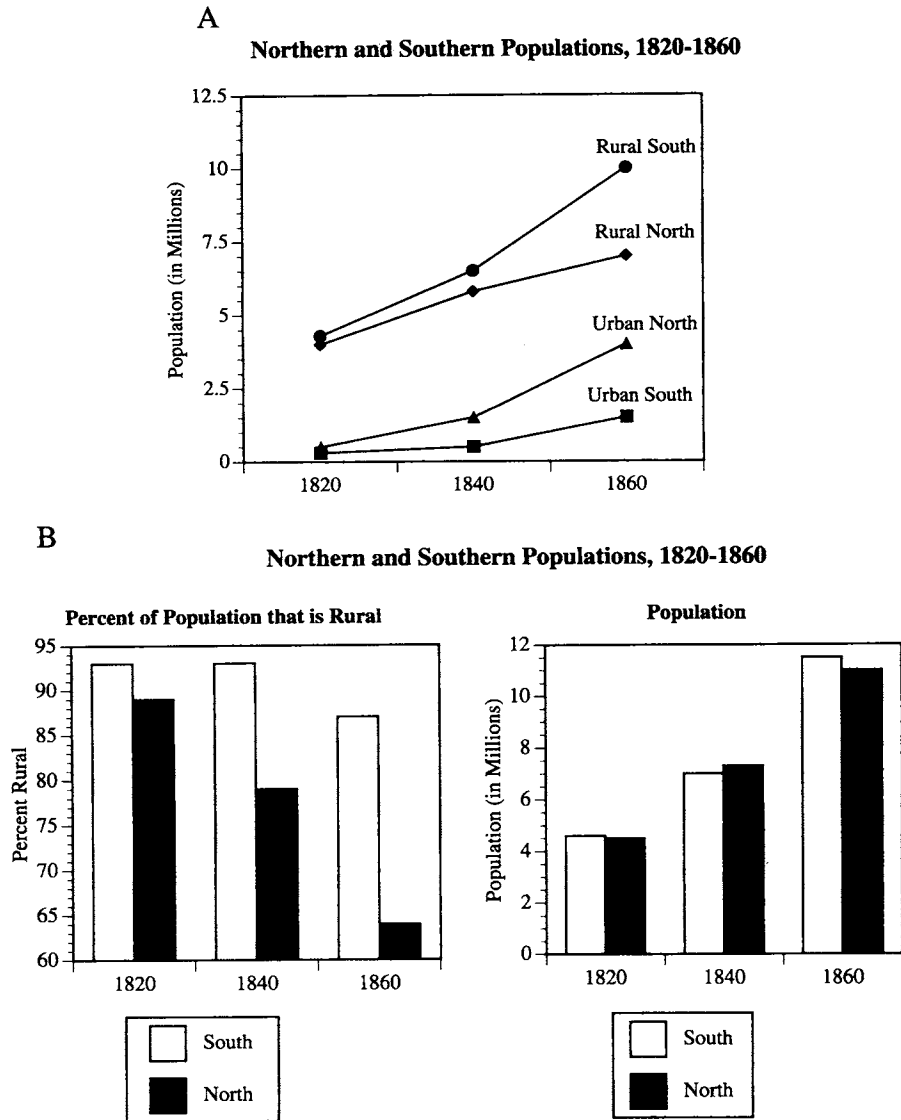 A
Northern and Southern Populations, 1820-1860
Population (in Millions)
12.5
10
7.5
5
2.5
0
Rural South
Rural North
Urban North
Urban South
1820 1840 1860
B
Northern and Southern Populations, 1820-1860
Percent of Population that is Rural
Percent Rural
95
90
85
80
75
70
65
60
1820 1840 1860
South
North
Population
Population (in Millions)
12
10
8
6
4
2
0
1820 1840 1860
South
North